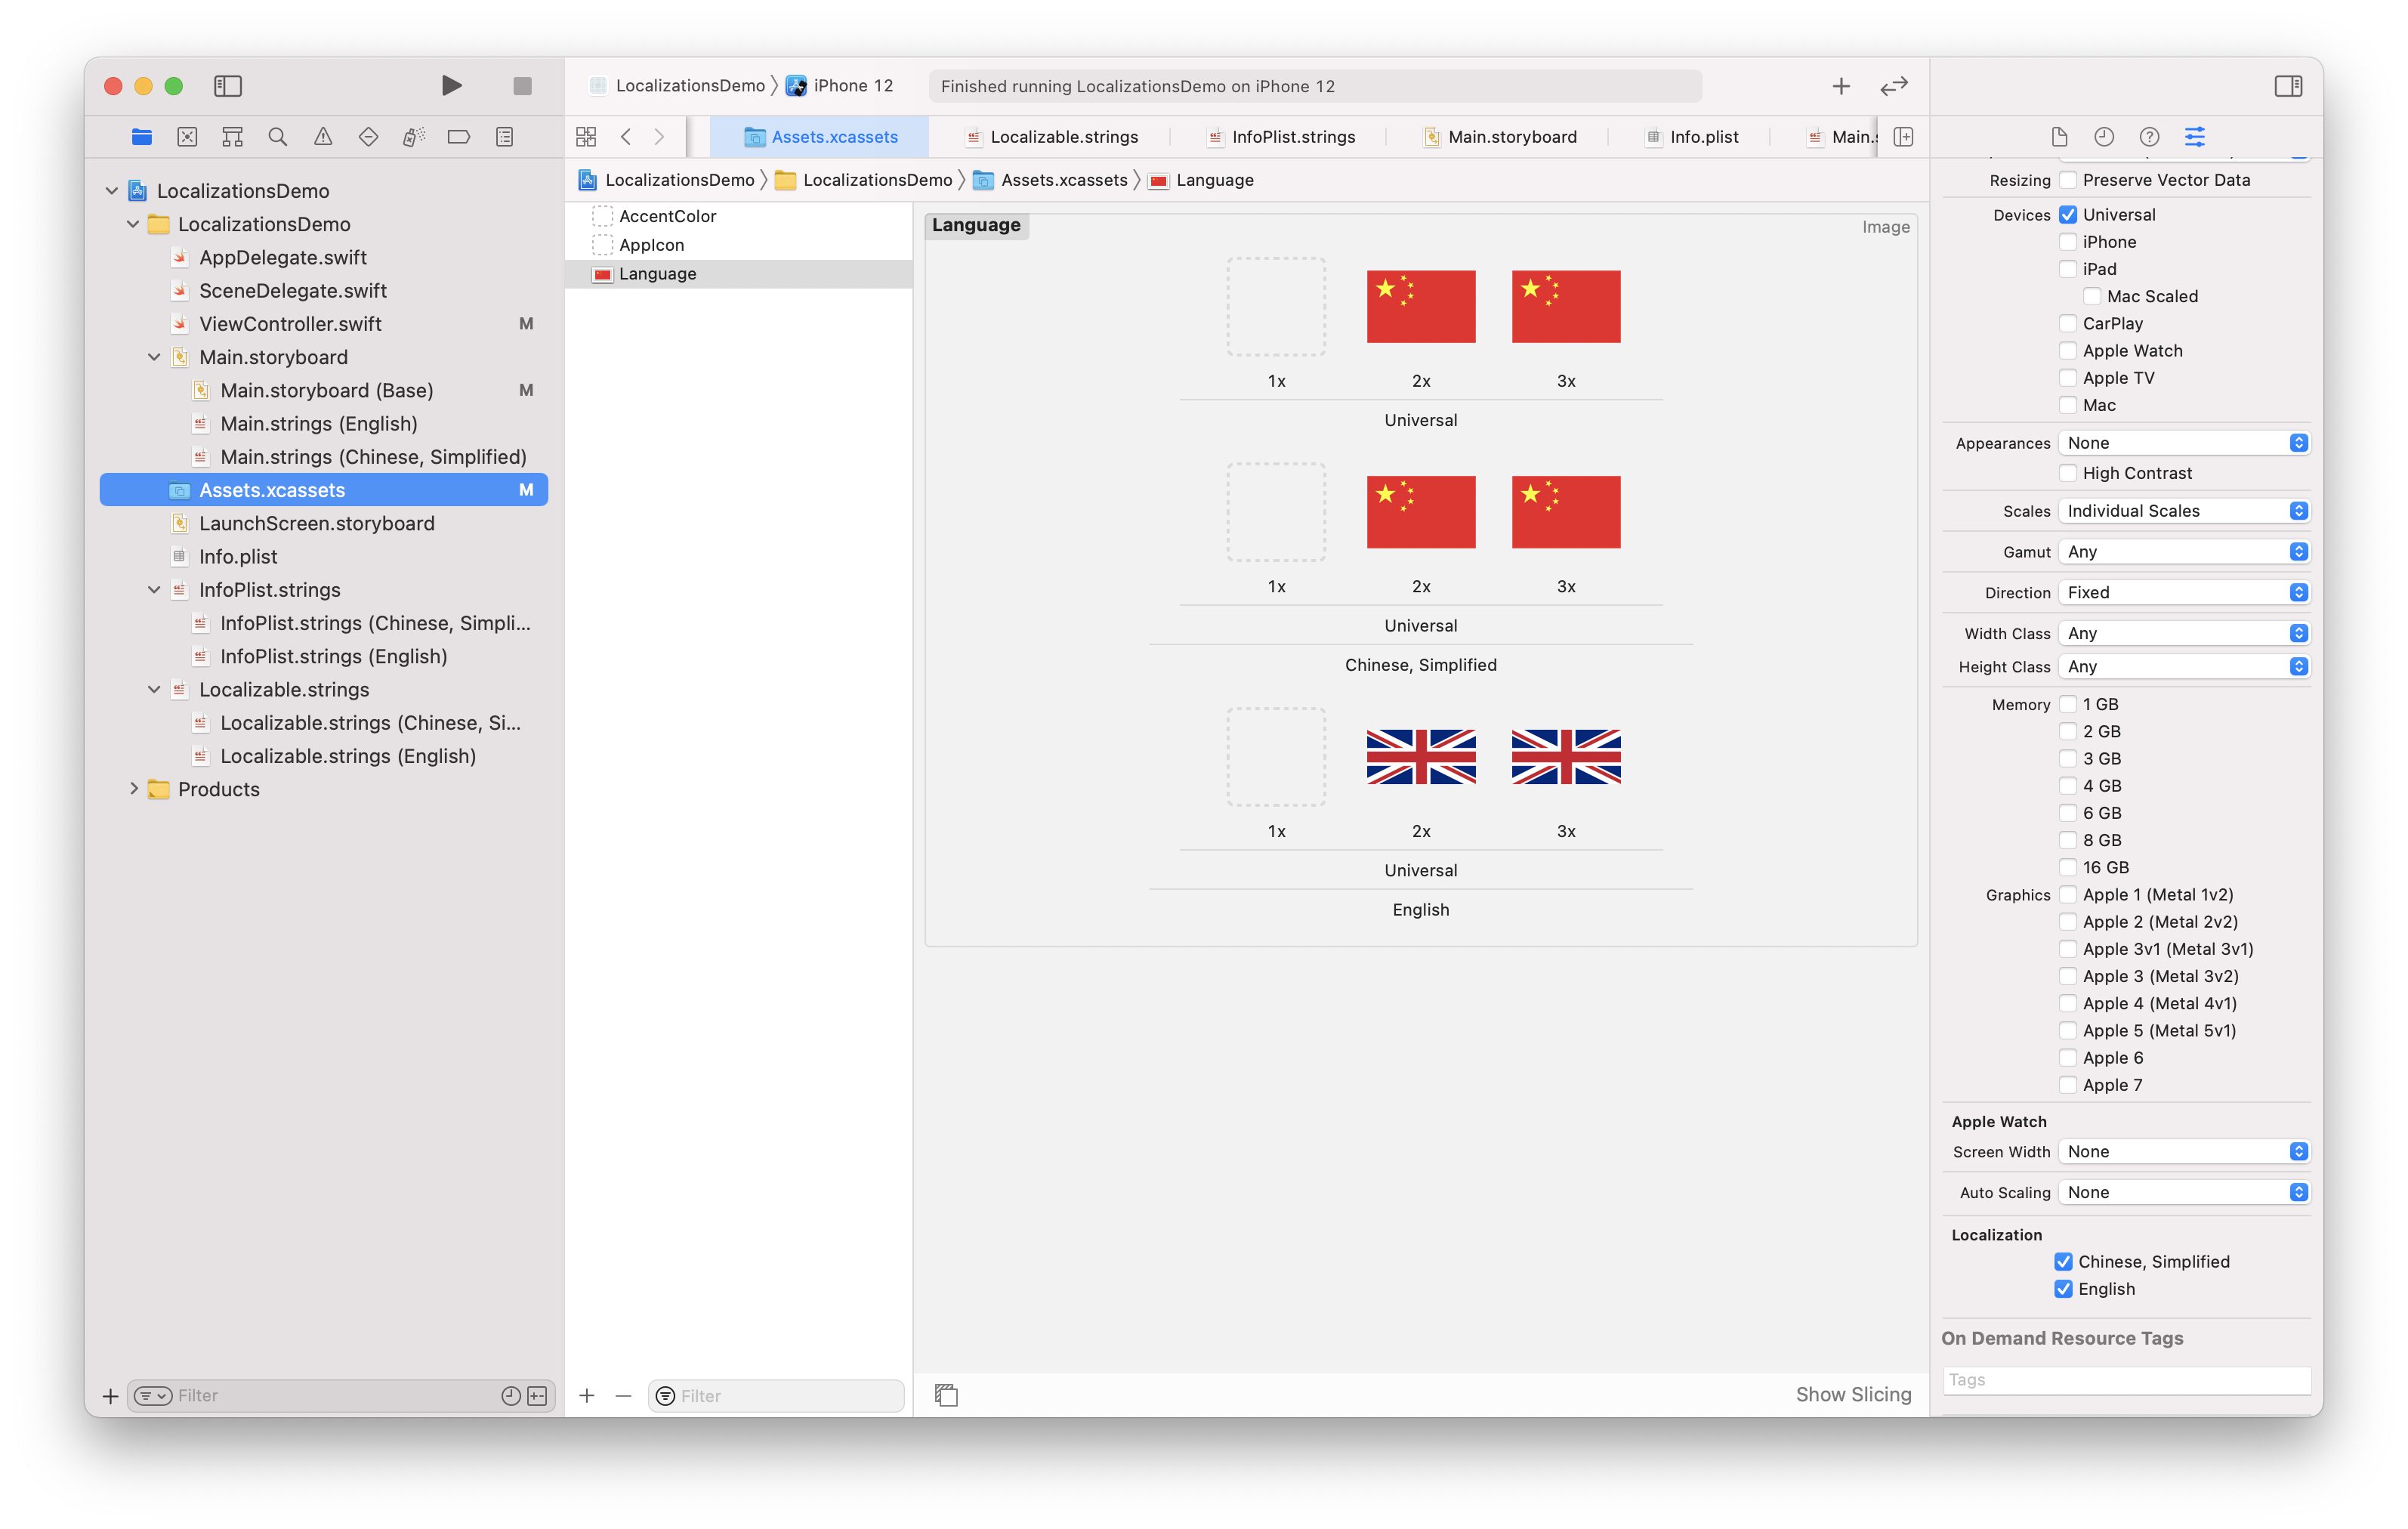 LocalizationsDemo
iPhone 12
Finished running LocalizationsDemo on iPhone 12
Assets.xcassets
Localizable.strings
InfoPlist.strings
Main.storyboard
Info.plist
Main.s
LocalizationsDemo
LocalizationsDemo
Assets.xcassets
Language
LocalizationsDemo
LocalizationsDemo
AppDelegate.swift
SceneDelegate.swift
ViewController.swift M
Main.storyboard
Main.storyboard (Base) M
Main.strings (English)
Main.strings (Chinese, Simplified)
Assets.xcassets M
LaunchScreen.storyboard
Info.plist
InfoPlist.strings
InfoPlist.strings (Chinese, Simpli...
InfoPlist.strings (English)
Localizable.strings
Localizable.strings (Chinese, Si...
Localizable.strings (English)
Products
Filter
AccentColor
AppIcon
Language
Filter
Language
Image
1x 2x 3x
Universal
1x 2x 3x
Universal
Chinese, Simplified
1x 2x 3x
Universal
English
Show Slicing
Resizing Preserve Vector Data
Devices Universal
iPhone
iPad
Mac Scaled
CarPlay
Apple Watch
Apple TV
Mac
Appearances None
High Contrast
Scales Individual Scales
Gamut Any
Direction Fixed
Width Class Any
Height Class Any
Memory 1 GB
2 GB
3 GB
4 GB
6 GB
8 GB
16 GB
Graphics Apple 1 (Metal 1v2)
Apple 2 (Metal 2v2)
Apple 3v1 (Metal 3v1)
Apple 3 (Metal 3v2)
Apple 4 (Metal 4v1)
Apple 5 (Metal 5v1)
Apple 6
Apple 7
Apple Watch
Screen Width None
Auto Scaling None
Localization
Chinese, Simplified
English
On Demand Resource Tags
Tags